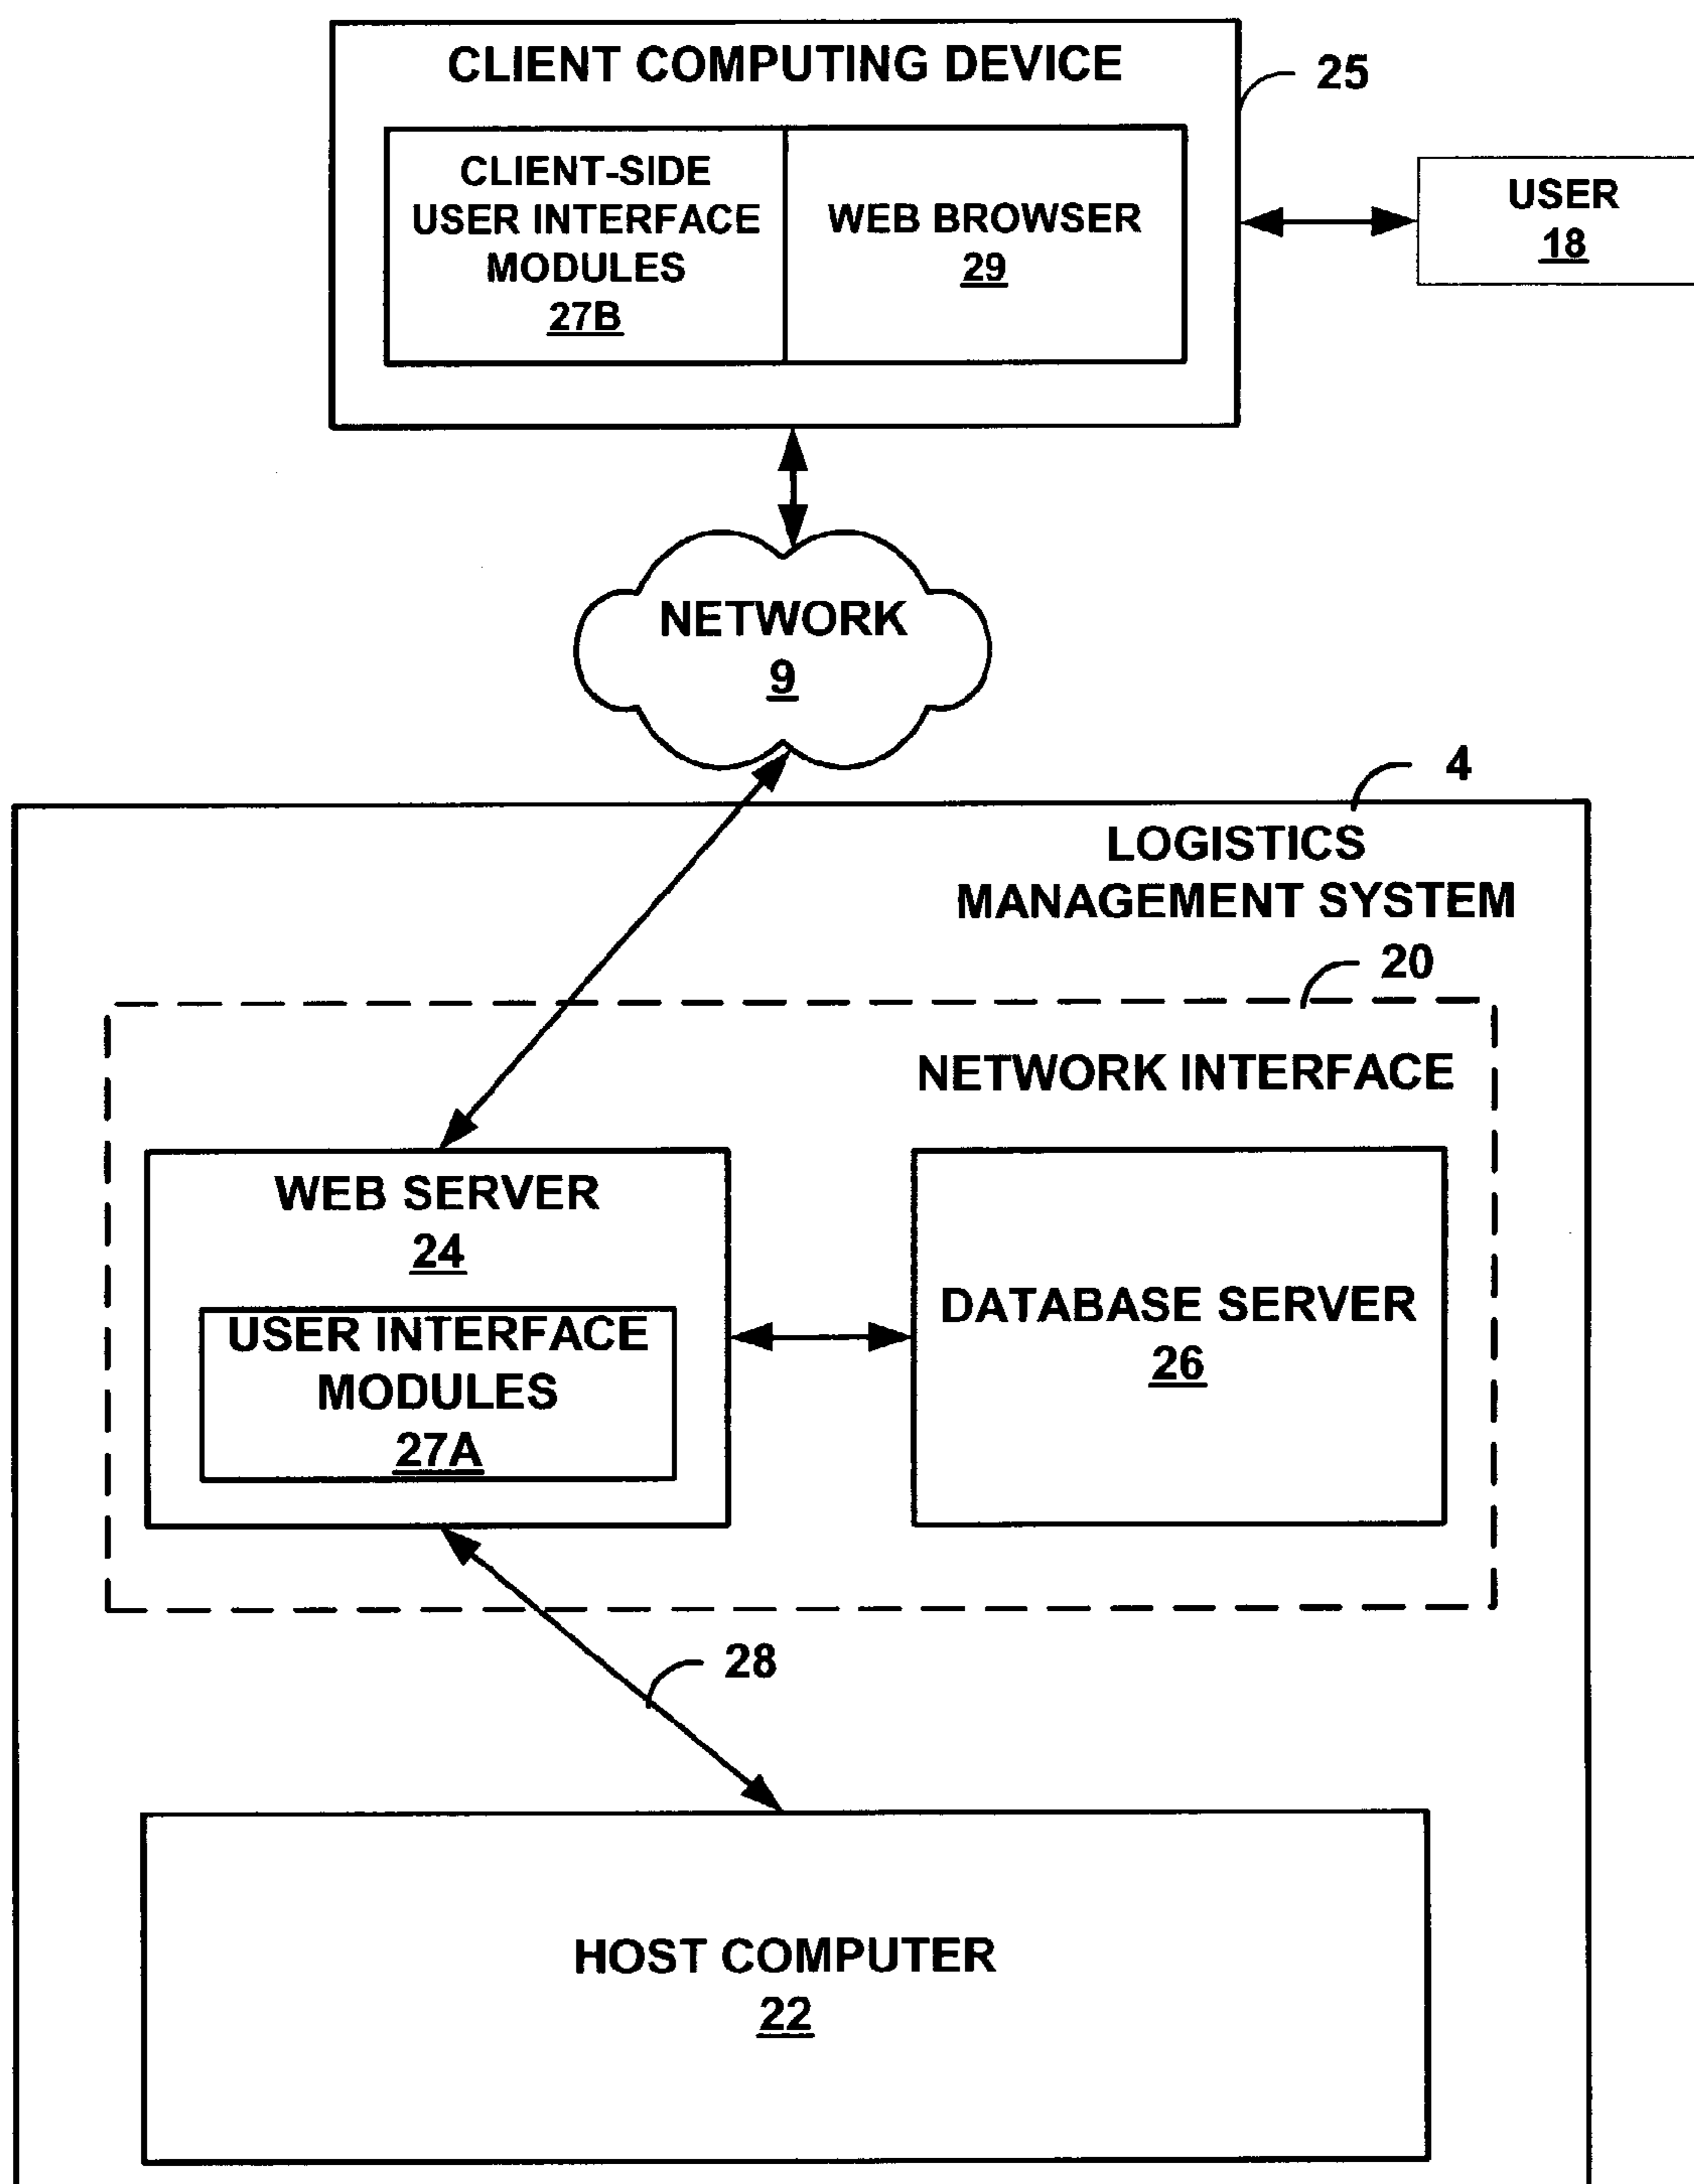 CLIENT COMPUTING DEVICE
25
CLIENT-SIDE
USER INTERFACE
MODULES
27B
WEB BROWSER
29
USER
18
NETWORK
9
4
LOGISTICS
MANAGEMENT SYSTEM
20
NETWORK INTERFACE
WEB SERVER
24
USER INTERFACE
MODULES
27A
DATABASE SERVER
26
28
HOST COMPUTER
22